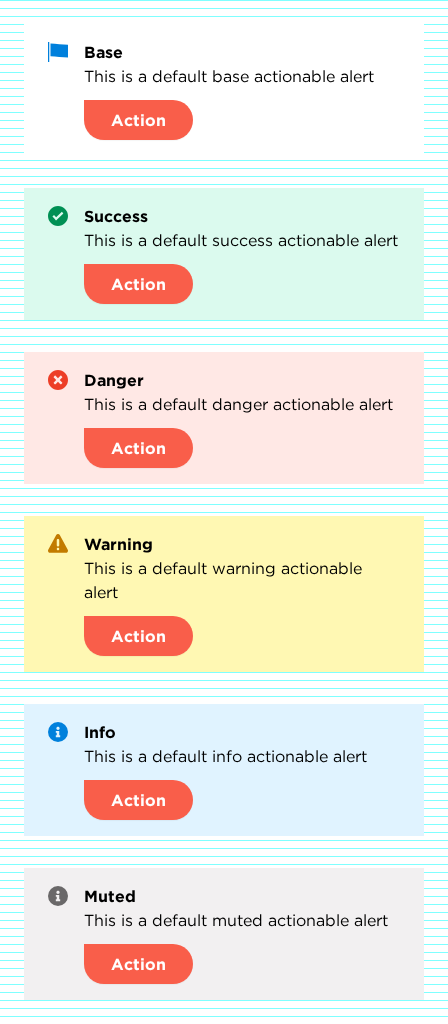 Base
This is a default base actionable alert
Action
Success
This is a default success actionable alert
Action
Danger
This is a default danger actionable alert
Action
Warning
This is a default warning actionable
alert
Action
Info
This is a default info actionable alert
Action
Muted
This is a default muted actionable alert
Action